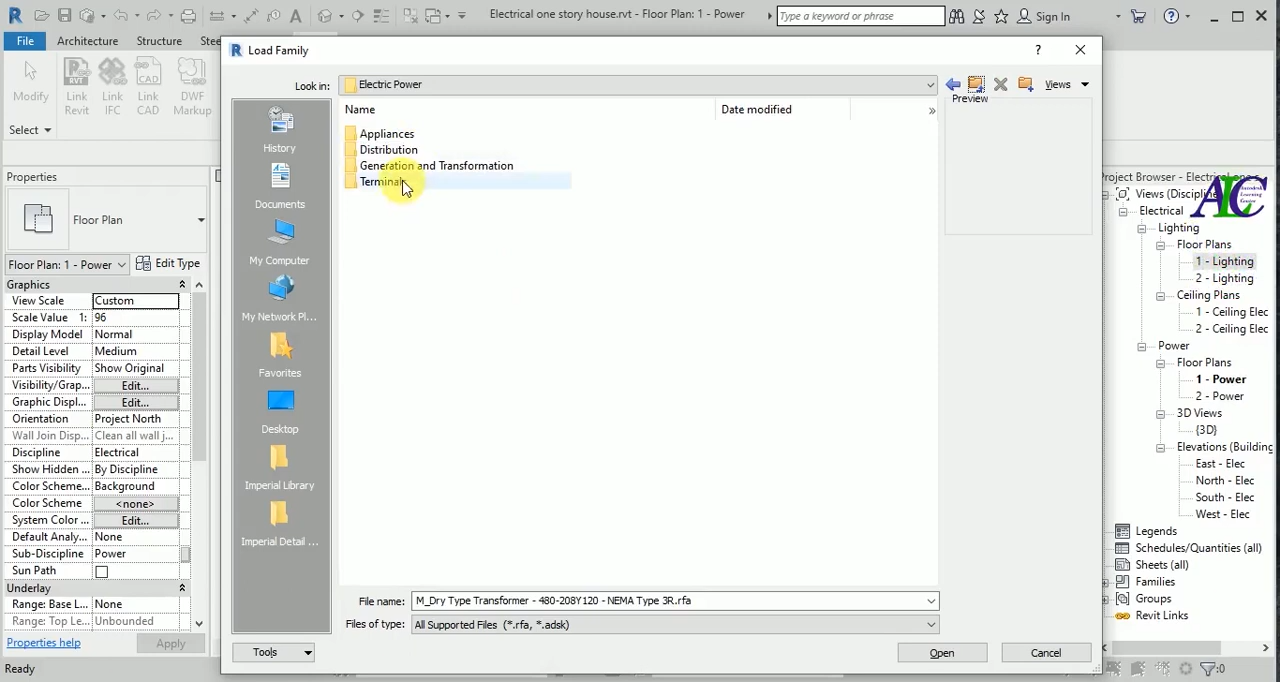 Electrical one story house.rvt - Floor Plan: 1 - Power
Type a keyword or phrase
Sign In
File
Architecture
Structure
Stee
Modify
Link Revit
Link IFC
Link CAD
DWF Markup
Select
Properties
Floor Plan
Floor Plan: 1 - Power
Edit Type
Graphics
View Scale Custom
Scale Value 1: 96
Display Model Normal
Detail Level Medium
Parts Visibility Show Original
Visibility/Grap... Edit...
Graphic Displ... Edit...
Orientation Project North
Wall Join Disp... Clean all wall j...
Discipline Electrical
Show Hidden ... By Discipline
Color Scheme... Background
Color Scheme <none>
System Color ... Edit...
Default Analy... None
Sub-Discipline Power
Sun Path
Underlay
Range: Base L... None
Range: Top Le... Unbounded
Properties help
Apply
Ready
Load Family
Look in:
Electric Power
Views
Name
Date modified
»
Preview
History
Documents
My Computer
My Network Pl...
Favorites
Desktop
Imperial Library
Imperial Detail ...
Appliances
Distribution
Generation and Transformation
Terminals
File name: M_Dry Type Transformer - 480-208Y120 - NEMA Type 3R.rfa
Files of type: All Supported Files (*.rfa, *.adsk)
Tools
Open
Cancel
Project Browser - Electrical one s
ALC
Autodesk
Learning
Centre
Views (Discipline
Electrical
Lighting
Floor Plans
1 - Lighting
2 - Lighting
Ceiling Plans
1 - Ceiling Elec
2 - Ceiling Elec
Power
Floor Plans
1 - Power
2 - Power
3D Views
{3D}
Elevations (Building
East - Elec
North - Elec
South - Elec
West - Elec
Legends
Schedules/Quantities (all)
Sheets (all)
Families
Groups
Revit Links
:0